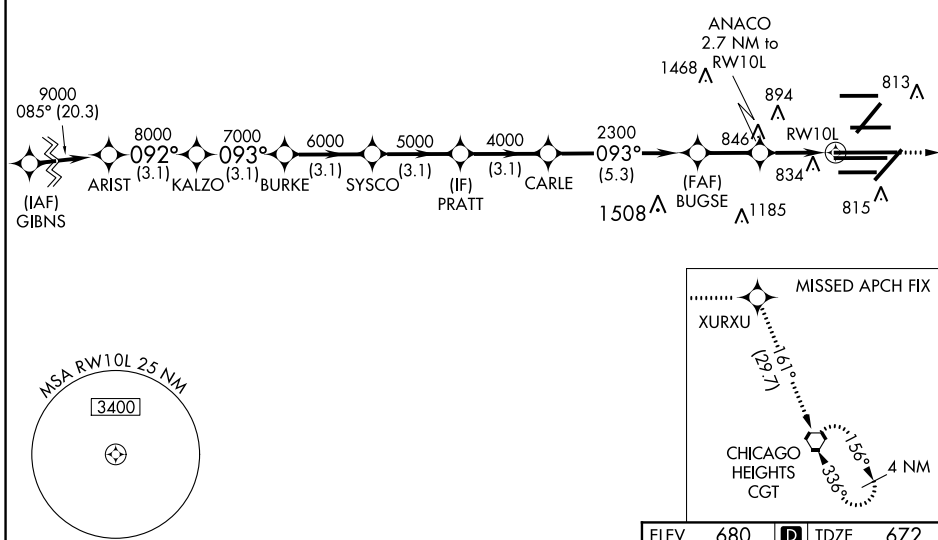 ANACO
2.7 NM to
RW10L
1468
813
894
9000
085° (20.3)
8000
7000
6000
5000
4000
2300
846
RW10L
092°
093°
093°
(3.1)
(3.1)
(3.1)
(3.1)
(3.1)
(5.3)
834
ARIST
KALZO
BURKE
SYSCO
(IF)
PRATT
CARLE
(FAF)
BUGSE
(IAF)
GIBNS
1508
1185
815
MISSED APCH FIX
XURXU
161°
(29.7)
MSA RW10L 25 NM
3400
CHICAGO
HEIGHTS
CGT
156°
336°
4 NM
ELEV 680 D TDZE 672